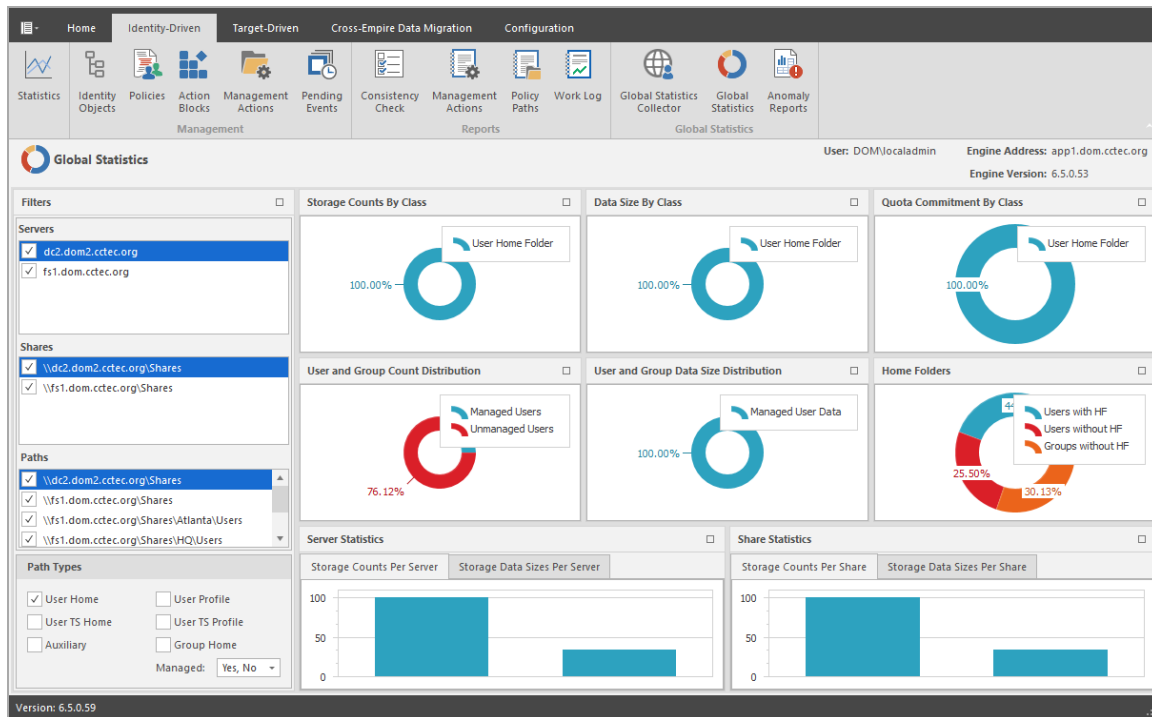 Home Identity-Driven Target-Driven Cross-Empire Data Migration Configuration
Statistics Identity Objects Policies Action Blocks Management Actions Pending Events Consistency Check Management Actions Policy Paths Work Log Global Statistics Collector Global Statistics Anomaly Reports
Management Reports Global Statistics
Global Statistics
User: DOM\localadmin Engine Address: app1.dom.cctec.org
Engine Version: 6.5.0.53
Filters
Servers
dc2.dom2.cctec.org
fs1.dom.cctec.org
Shares
\\dc2.dom2.cctec.org\Shares
\\fs1.dom.cctec.org\Shares
Paths
\\dc2.dom2.cctec.org\Shares
\\fs1.dom.cctec.org\Shares
\\fs1.dom.cctec.org\Shares\Atlanta\Users
\\fs1.dom.cctec.org\Shares\HQ\Users
Path Types
User Home User Profile
User TS Home User TS Profile
Auxiliary Group Home
Managed: Yes, No
Storage Counts By Class
User Home Folder
100.00%
Data Size By Class
User Home Folder
100.00%
Quota Commitment By Class
User Home Folder
100.00%
User and Group Count Distribution
Managed Users
Unmanaged Users
76.12%
User and Group Data Size Distribution
Managed User Data
100.00%
Home Folders
Users with HF
Users without HF
Groups without HF
25.50%
30.13%
Server Statistics
Storage Counts Per Server Storage Data Sizes Per Server
100
50
0
Share Statistics
Storage Counts Per Share Storage Data Sizes Per Share
100
50
0
Version: 6.5.0.59